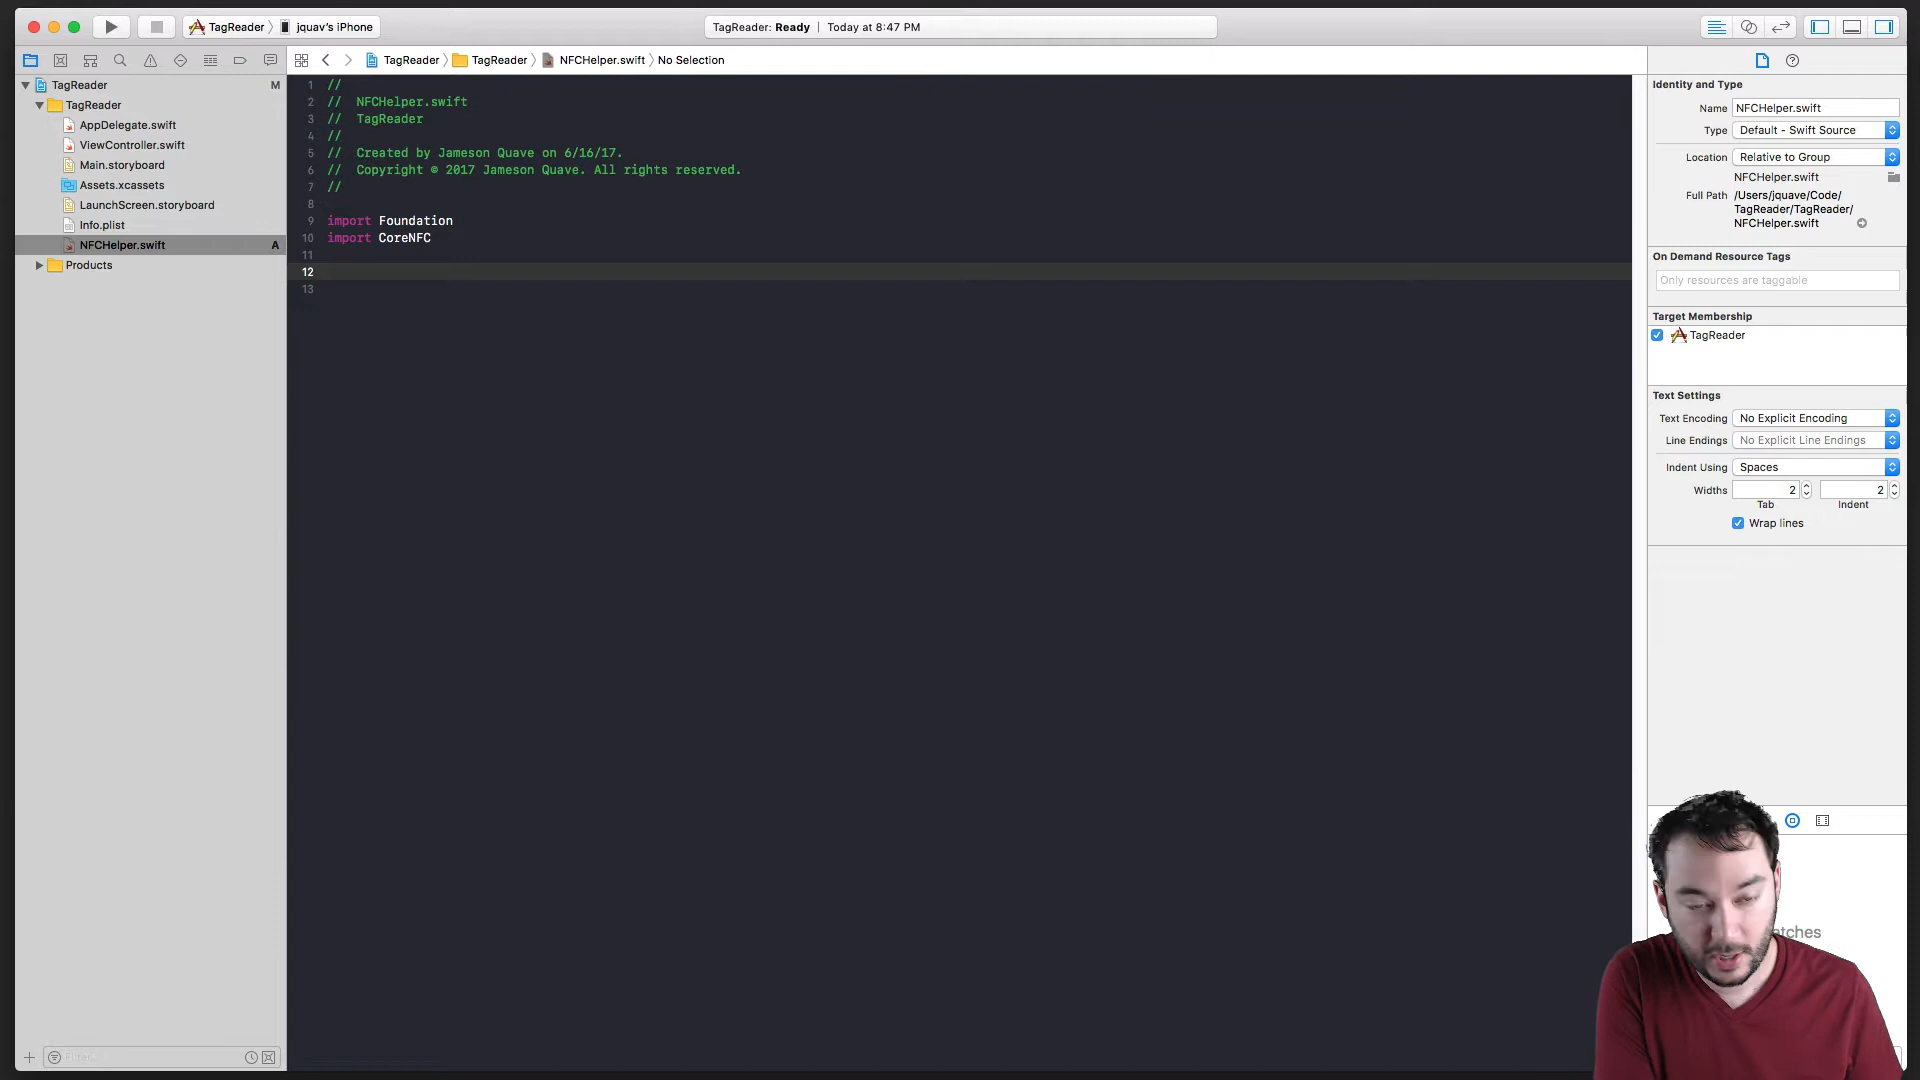 TagReader
jquav's iPhone
TagReader: Ready
Today at 8:47 PM
TagReader
TagReader
NFCHelper.swift
No Selection
TagReader
M
TagReader
AppDelegate.swift
ViewController.swift
Main.storyboard
Assets.xcassets
LaunchScreen.storyboard
Info.plist
NFCHelper.swift
A
Products
1 //
2 // NFCHelper.swift
3 // TagReader
4 //
5 // Created by Jameson Quave on 6/16/17.
6 // Copyright © 2017 Jameson Quave. All rights reserved.
7 //
8
9 import Foundation
10 import CoreNFC
11
12
13
Identity and Type
Name NFCHelper.swift
Type Default - Swift Source
Location Relative to Group
NFCHelper.swift
Full Path /Users/jquave/Code/
TagReader/TagReader/
NFCHelper.swift
On Demand Resource Tags
Only resources are taggable
Target Membership
TagReader
Text Settings
Text Encoding No Explicit Encoding
Line Endings No Explicit Line Endings
Indent Using Spaces
Widths 2 2
Tab Indent
Wrap lines
Filter